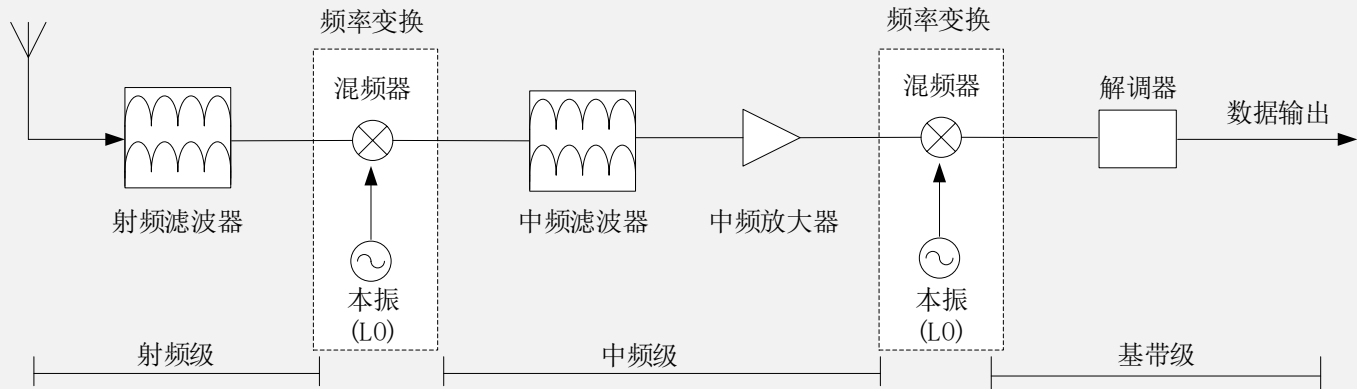 频率变换
频率变换
混频器
混频器
解调器
数据输出
射频滤波器
中频滤波器
中频放大器
本振
(LO)
本振
(LO)
射频级
中频级
基带级